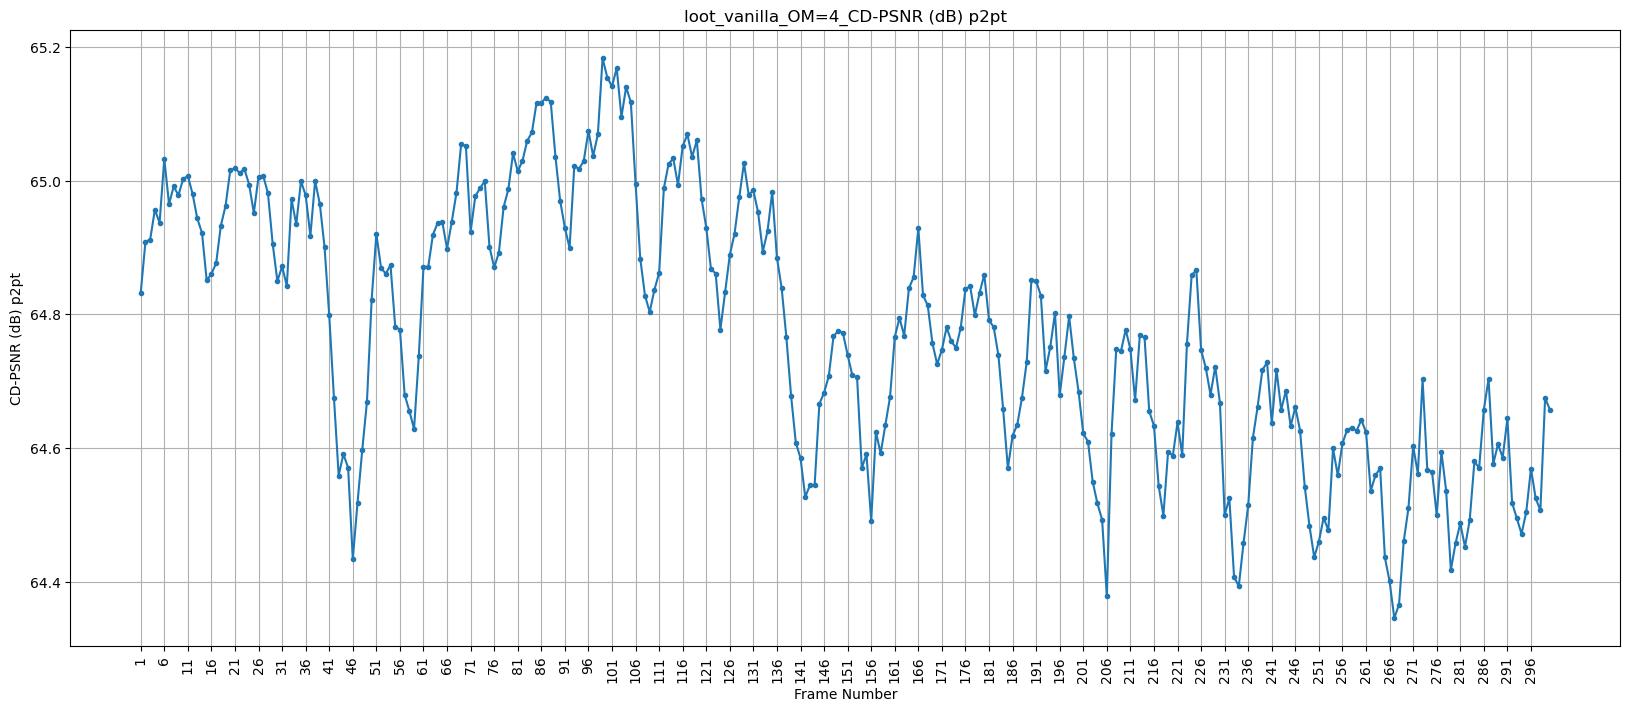 loot_vanilla_OM=4_CD-PSNR (dB) p2pt
CD-PSNR (dB) p2pt
65.2
65.0
64.8
64.6
64.4
1 6 11 16 21 26 31 36 41 46 51 56 61 66 71 76 81 86 91 96 101 106 111 116 121 126 131 136 141 146 151 156 161 166 171 176 181 186 191 196 201 206 211 216 221 226 231 236 241 246 251 256 261 266 271 276 281 286 291 296
Frame Number